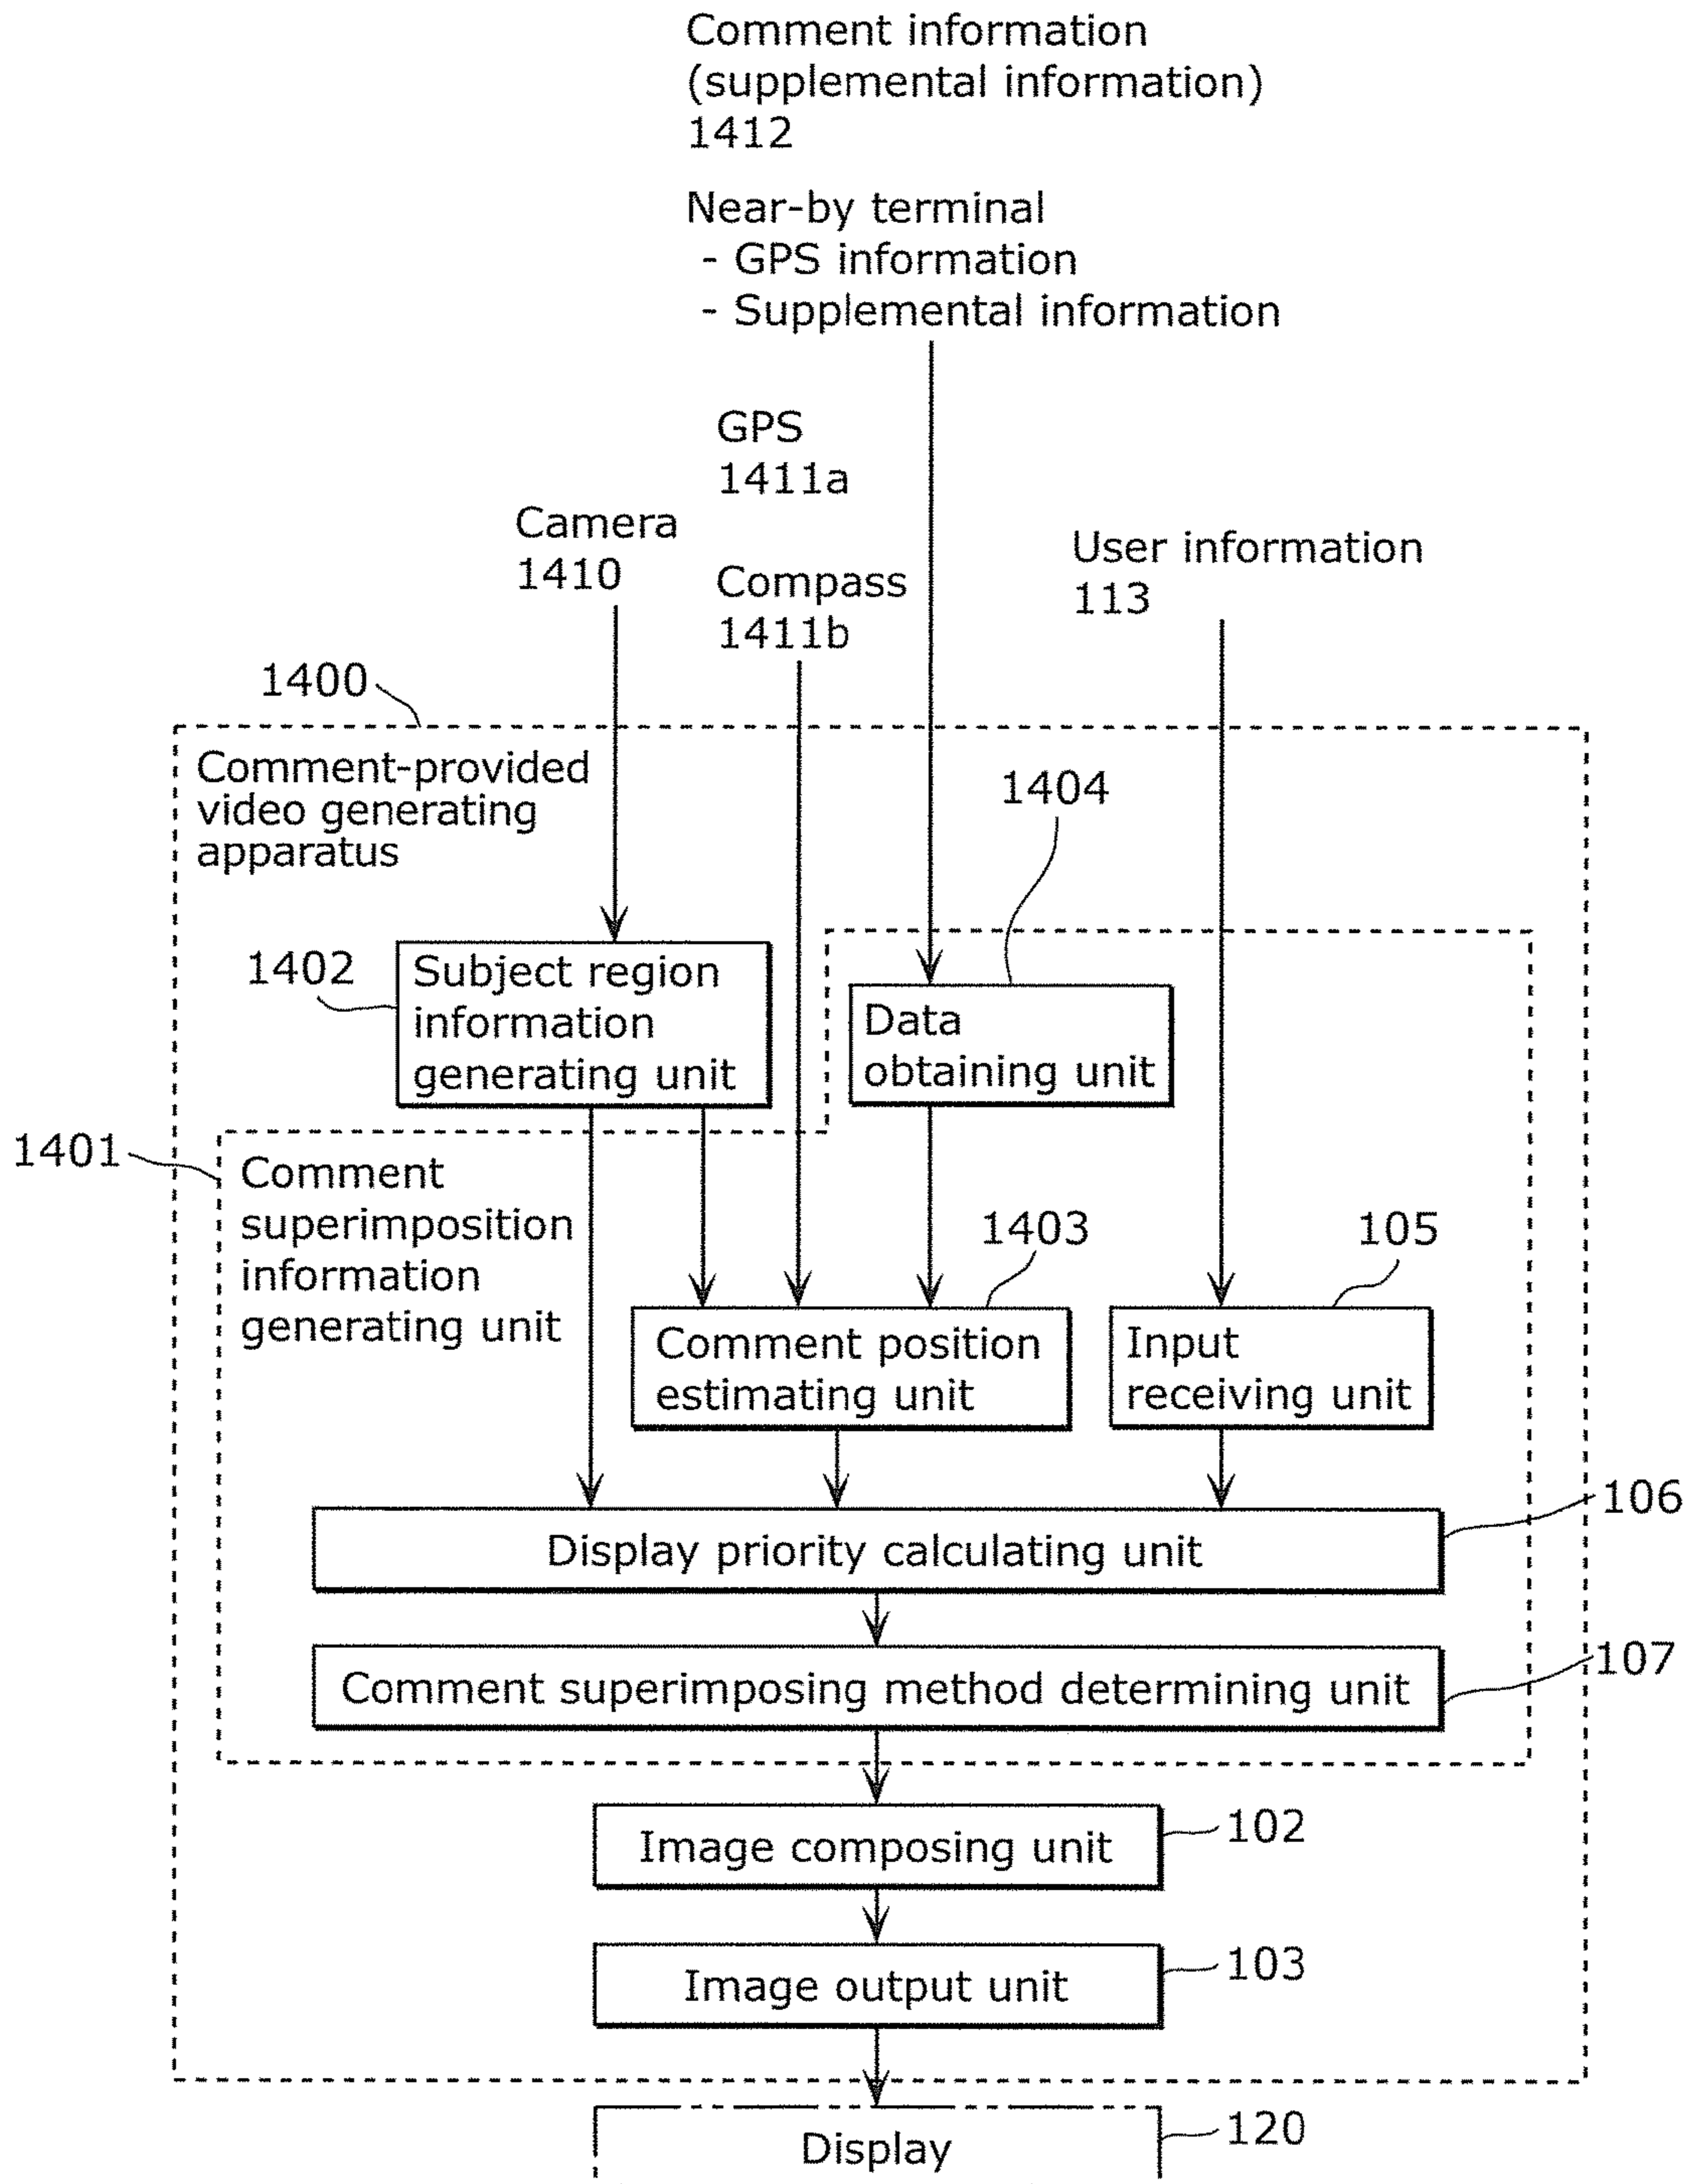 Comment information
(supplemental information)
1412
Near-by terminal
- GPS information
- Supplemental information
GPS
1411a
Camera
1410
Compass
1411b
User information
113
1400
Comment-provided
video generating
apparatus
1404
1402
Subject region
information
generating unit
Data
obtaining unit
1401
Comment
superimposition
information
generating unit
1403
105
Comment position
estimating unit
Input
receiving unit
106
Display priority calculating unit
107
Comment superimposing method determining unit
Image composing unit
102
Image output unit
103
Display
120